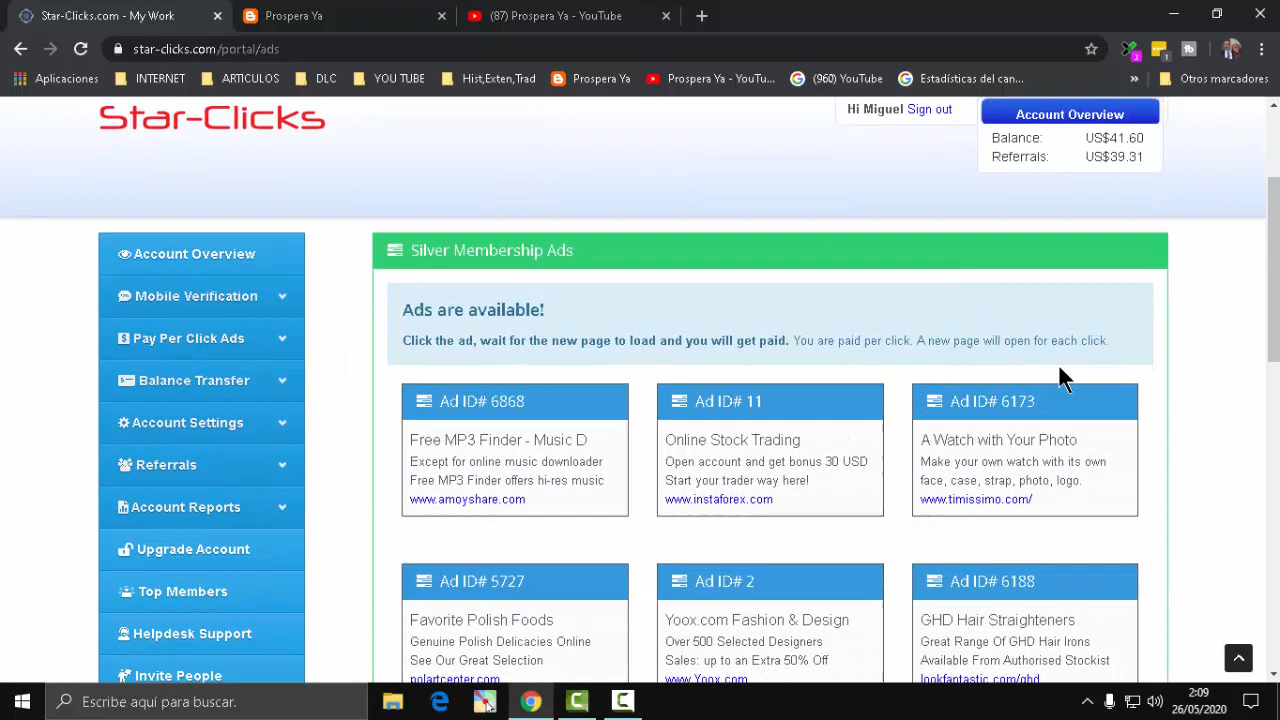 Star-Clicks.com - My Work
Prospera Ya
(87) Prospera Ya - YouTube
star-clicks.com/portal/ads
3
1
Aplicaciones
INTERNET
ARTICULOS
DLC
YOU TUBE
Hist,Exten,Trad
Prospera Ya
Prospera Ya - YouTu...
(960) YouTube
Estadísticas del can...
»
Otros marcadores
Star-Clicks
Hi Miguel Sign out
Account Overview
Balance: US$41.60
Referrals: US$39.31
Account Overview
Mobile Verification
Pay Per Click Ads
Balance Transfer
Account Settings
Referrals
Account Reports
Upgrade Account
Top Members
Helpdesk Support
Invite People
Silver Membership Ads
Ads are available!
Click the ad, wait for the new page to load and you will get paid. You are paid per click. A new page will open for each click.
Ad ID# 6868
Free MP3 Finder - Music D
Except for online music downloader
Free MP3 Finder offers hi-res music
www.amoyshare.com
Ad ID# 11
Online Stock Trading
Open account and get bonus 30 USD
Start your trader way here!
www.instaforex.com
Ad ID# 6173
A Watch with Your Photo
Make your own watch with its own
face, case, strap, photo, logo.
www.timissimo.com/
Ad ID# 5727
Favorite Polish Foods
Genuine Polish Delicacies Online
See Our Great Selection
polartcenter.com
Ad ID# 2
Yoox.com Fashion & Design
Over 500 Selected Designers
Sales: up to an Extra 50% Off
www.Yoox.com
Ad ID# 6188
GHD Hair Straighteners
Great Range Of GHD Hair Irons
Available From Authorised Stockist
lookfantastic.com/ghd
Escribe aquí para buscar.
2:09
26/05/2020